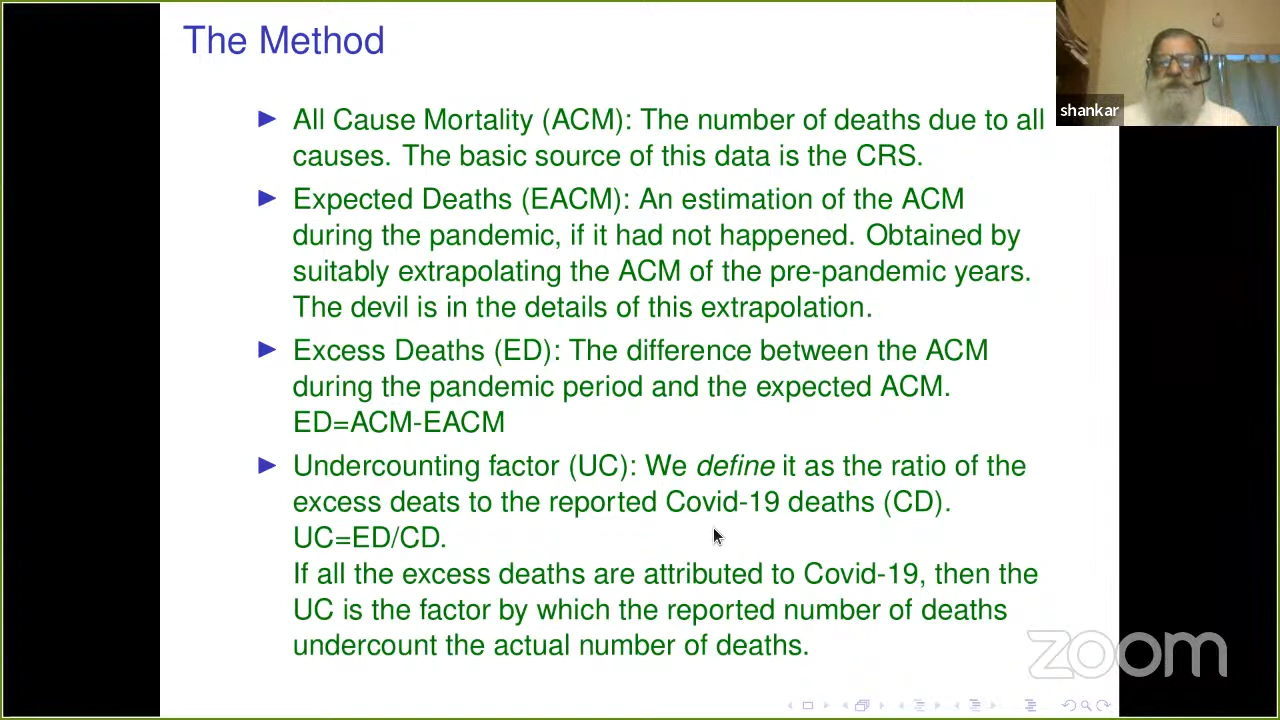 The Method
shankar
All Cause Mortality (ACM): The number of deaths due to all
causes. The basic source of this data is the CRS.
Expected Deaths (EACM): An estimation of the ACM
during the pandemic, if it had not happened. Obtained by
suitably extrapolating the ACM of the pre-pandemic years.
The devil is in the details of this extrapolation.
Excess Deaths (ED): The difference between the ACM
during the pandemic period and the expected ACM.
ED=ACM-EACM
Undercounting factor (UC): We define it as the ratio of the
excess deats to the reported Covid-19 deaths (CD).
UC=ED/CD.
If all the excess deaths are attributed to Covid-19, then the
UC is the factor by which the reported number of deaths
undercount the actual number of deaths.
zoom